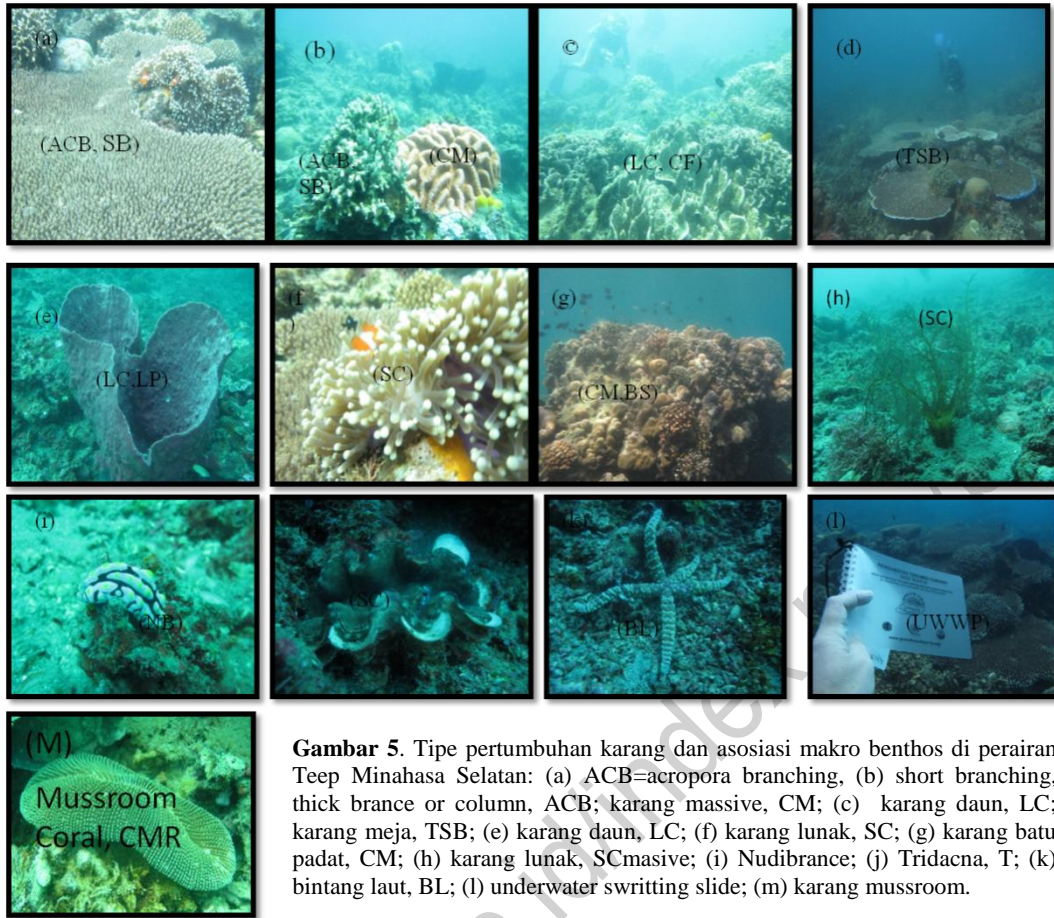 (a)
(ACB, SB)
(b)
(ACB,
SB)
(CM)
©
(LC, CF)
(d)
(TSB)
(e)
(LC,LP)
(f
)
(SC)
(g)
(CM,BS)
(h)
(SC)
(i)
(NB)
(SC)
(k)
(BL)
(l)
(UWWP)
(M)
Mussroom
Coral, CMR
Gambar 5. Tipe pertumbuhan karang dan asosiasi makro benthos di perairan
Teep Minahasa Selatan: (a) ACB=acropora branching, (b) short branching,
thick brance or column, ACB; karang massive, CM; (c) karang daun, LC;
karang meja, TSB; (e) karang daun, LC; (f) karang lunak, SC; (g) karang batu
padat, CM; (h) karang lunak, SCmasive; (i) Nudibrance; (j) Tridacna, T; (k)
bintang laut, BL; (l) underwater swritting slide; (m) karang mussroom.